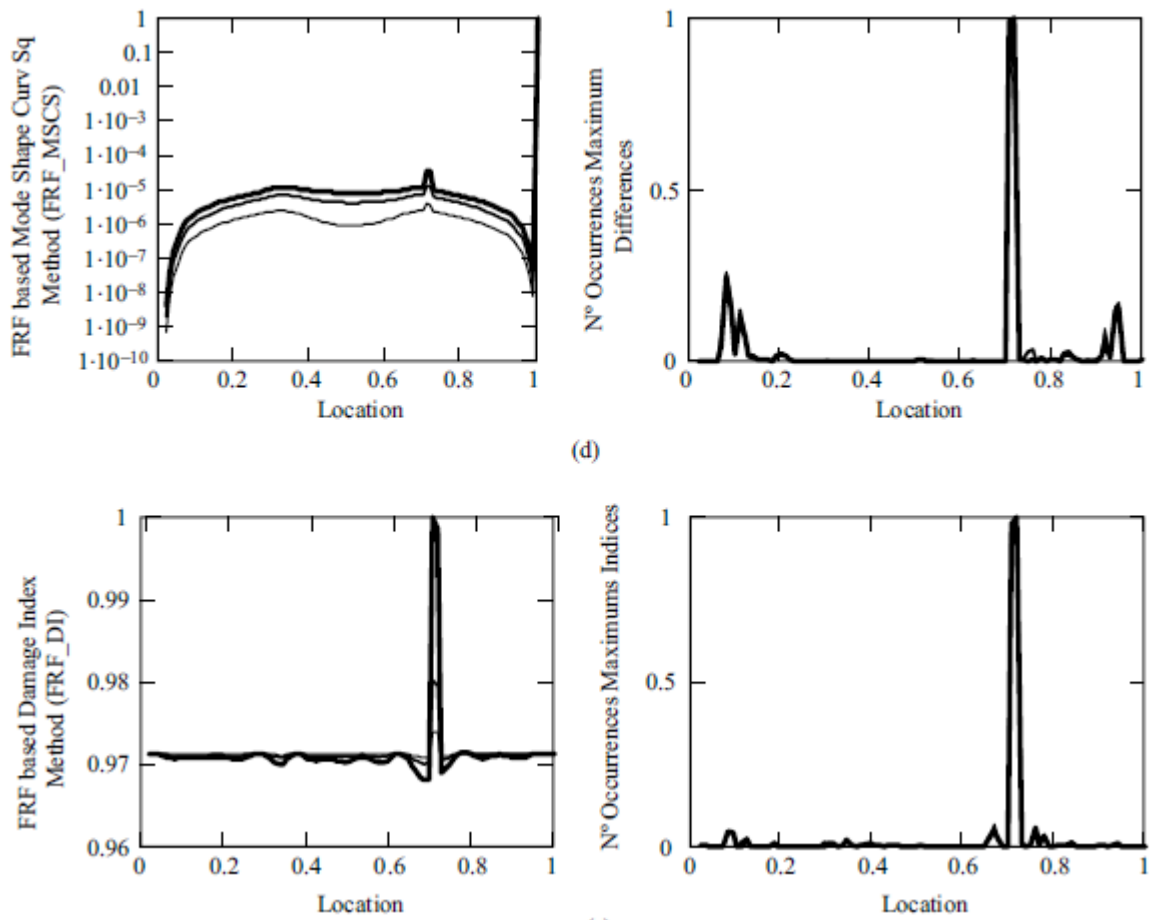 FRF based Mode Shape Curv Sq
Method (FRF_MSCS)
1
0.1
0.01
1·10⁻³
1·10⁻⁴
1·10⁻⁵
1·10⁻⁶
1·10⁻⁷
1·10⁻⁸
1·10⁻⁹
1·10⁻¹⁰
0 0.2 0.4 0.6 0.8 1
Location
Nº Occurrences Maximum
Differences
1
0.5
0
0 0.2 0.4 0.6 0.8 1
Location
(d)
FRF based Damage Index
Method (FRF_DI)
1
0.99
0.98
0.97
0.96
0 0.2 0.4 0.6 0.8 1
Location
Nº Occurrences Maximums Indices
1
0.5
0
0 0.2 0.4 0.6 0.8 1
Location